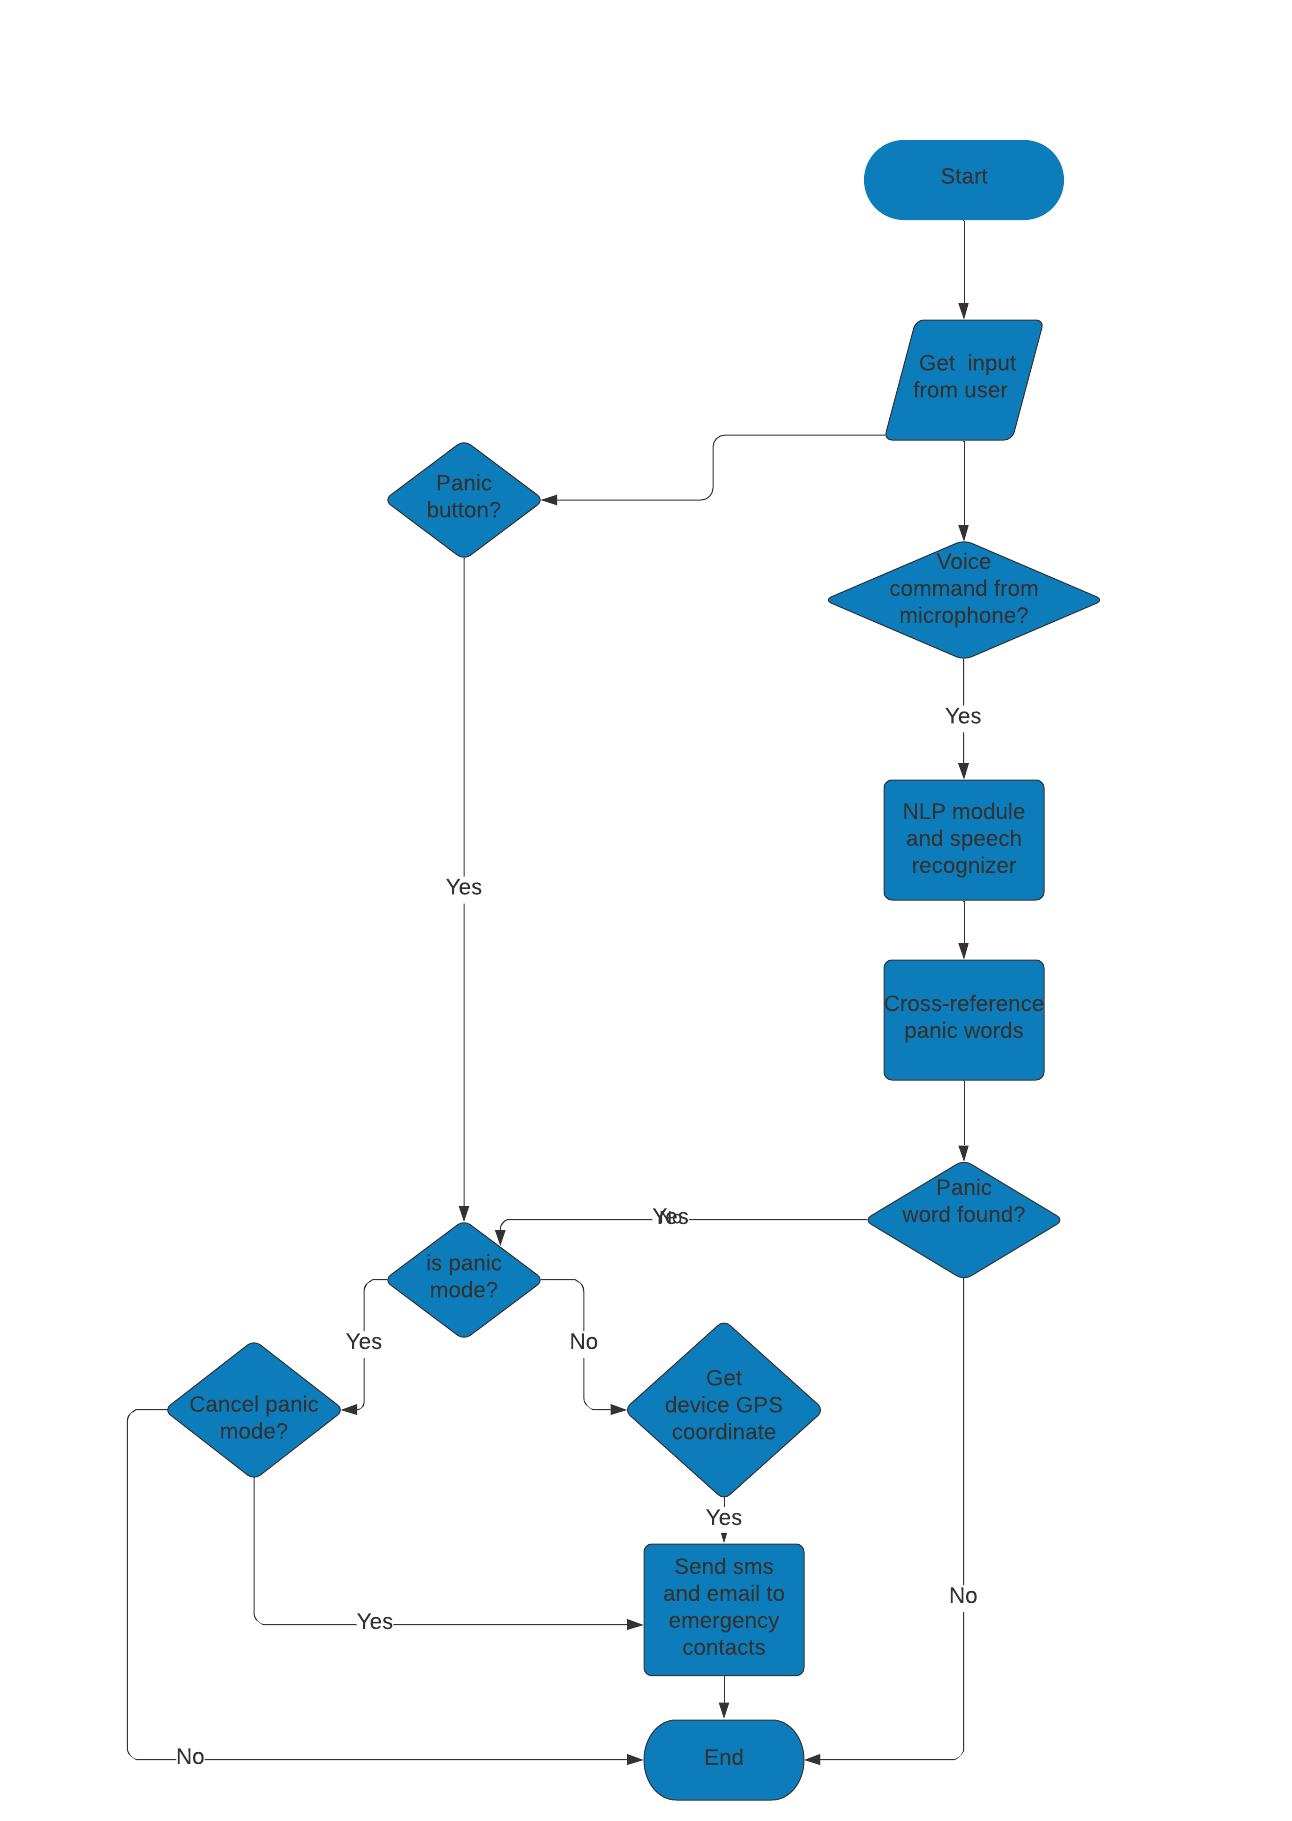 Start
Get  input
from user
Panic
button?
Voice
command from
microphone?
Yes
NLP module
and speech
recognizer
Yes
Cross-reference
panic words
Panic
word found?
Yes
No
is panic
mode?
Yes
No
Get
device GPS
coordinate
Cancel panic
mode?
Yes
Send sms
and email to
emergency
contacts
No
Yes
End
No